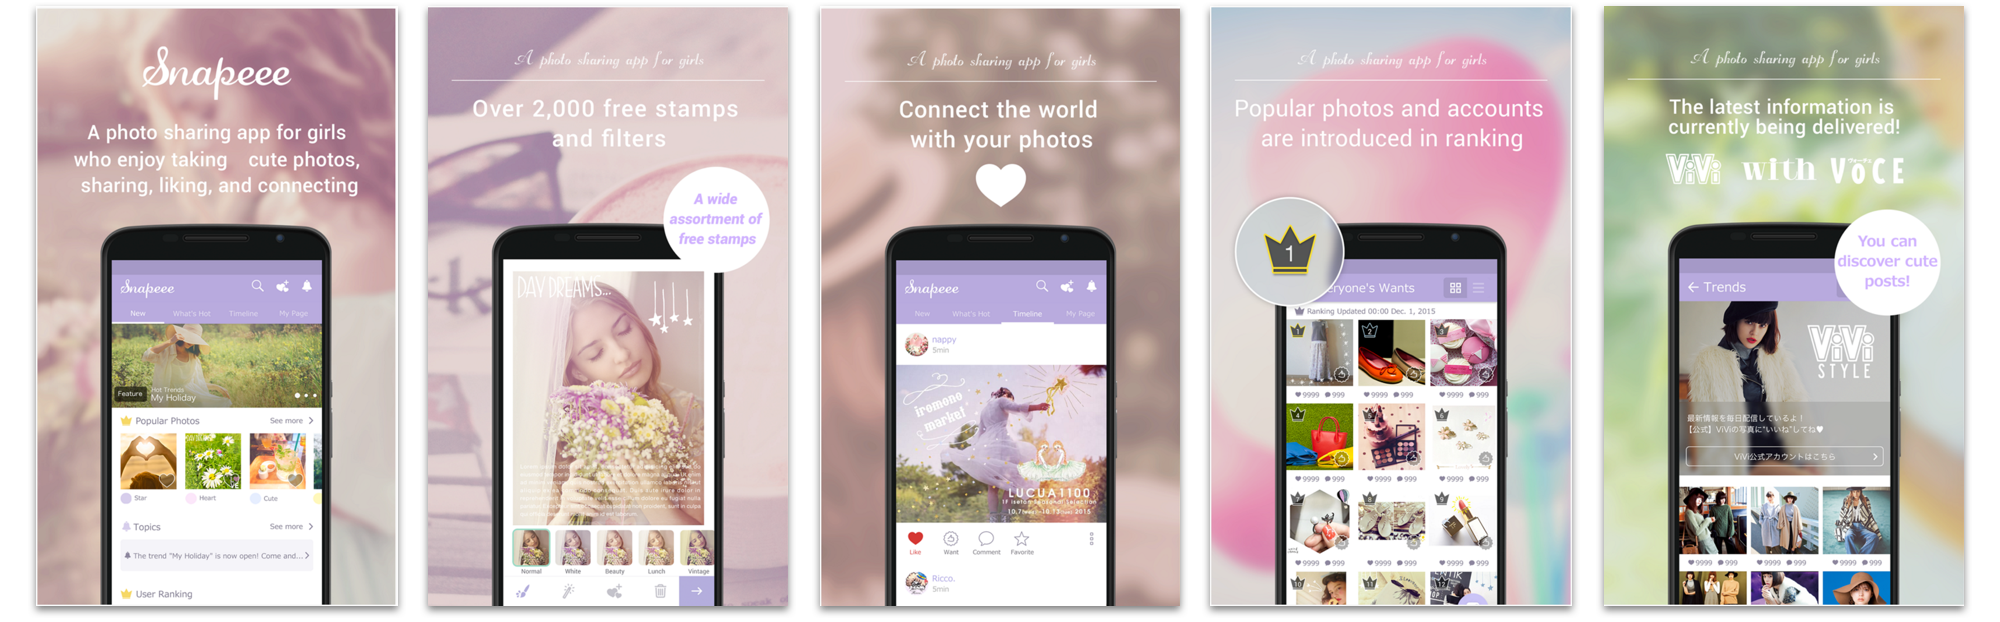 Snapeee
A photo sharing app for girls
who enjoy taking cute photos,
sharing, liking, and connecting
Snapeee
New What's Hot Timeline My Page
Feature
Hot Trends
My Holiday
Popular Photos See more
Star Heart Cute
Topics See more
The trend "My Holiday" is now open! Come and...
User Ranking
A photo sharing app for girls
Over 2,000 free stamps
and filters
A wide
assortment of
free stamps
DAY DREAMS...
Normal White Beauty Lunch Vintage
A photo sharing app for girls
Connect the world
with your photos
Snapeee
New What's Hot Timeline My Page
nappy
5min
iromono
market
LUCUA1100
Like Want Comment Favorite
Ricco.
5min
A photo sharing app for girls
Popular photos and accounts
are introduced in ranking
1
eryone's Wants
Ranking Updated 00:00 Dec. 1, 2015
1 2 3
9999 999 9999 999 9999 999
4
9999 999 9999 999 9999 999
9999 999 9999 999 9999 999
A photo sharing app for girls
The latest information is
currently being delivered!
ViVi with VOCE
You can
discover cute
posts!
Trends
ViVi
STYLE
最新情報を毎日配信しているよ！
【公式】ViViの写真に"いいね"してね♥
ViVi公式アカウントはこちら
9999 999 9999 999 9999 999